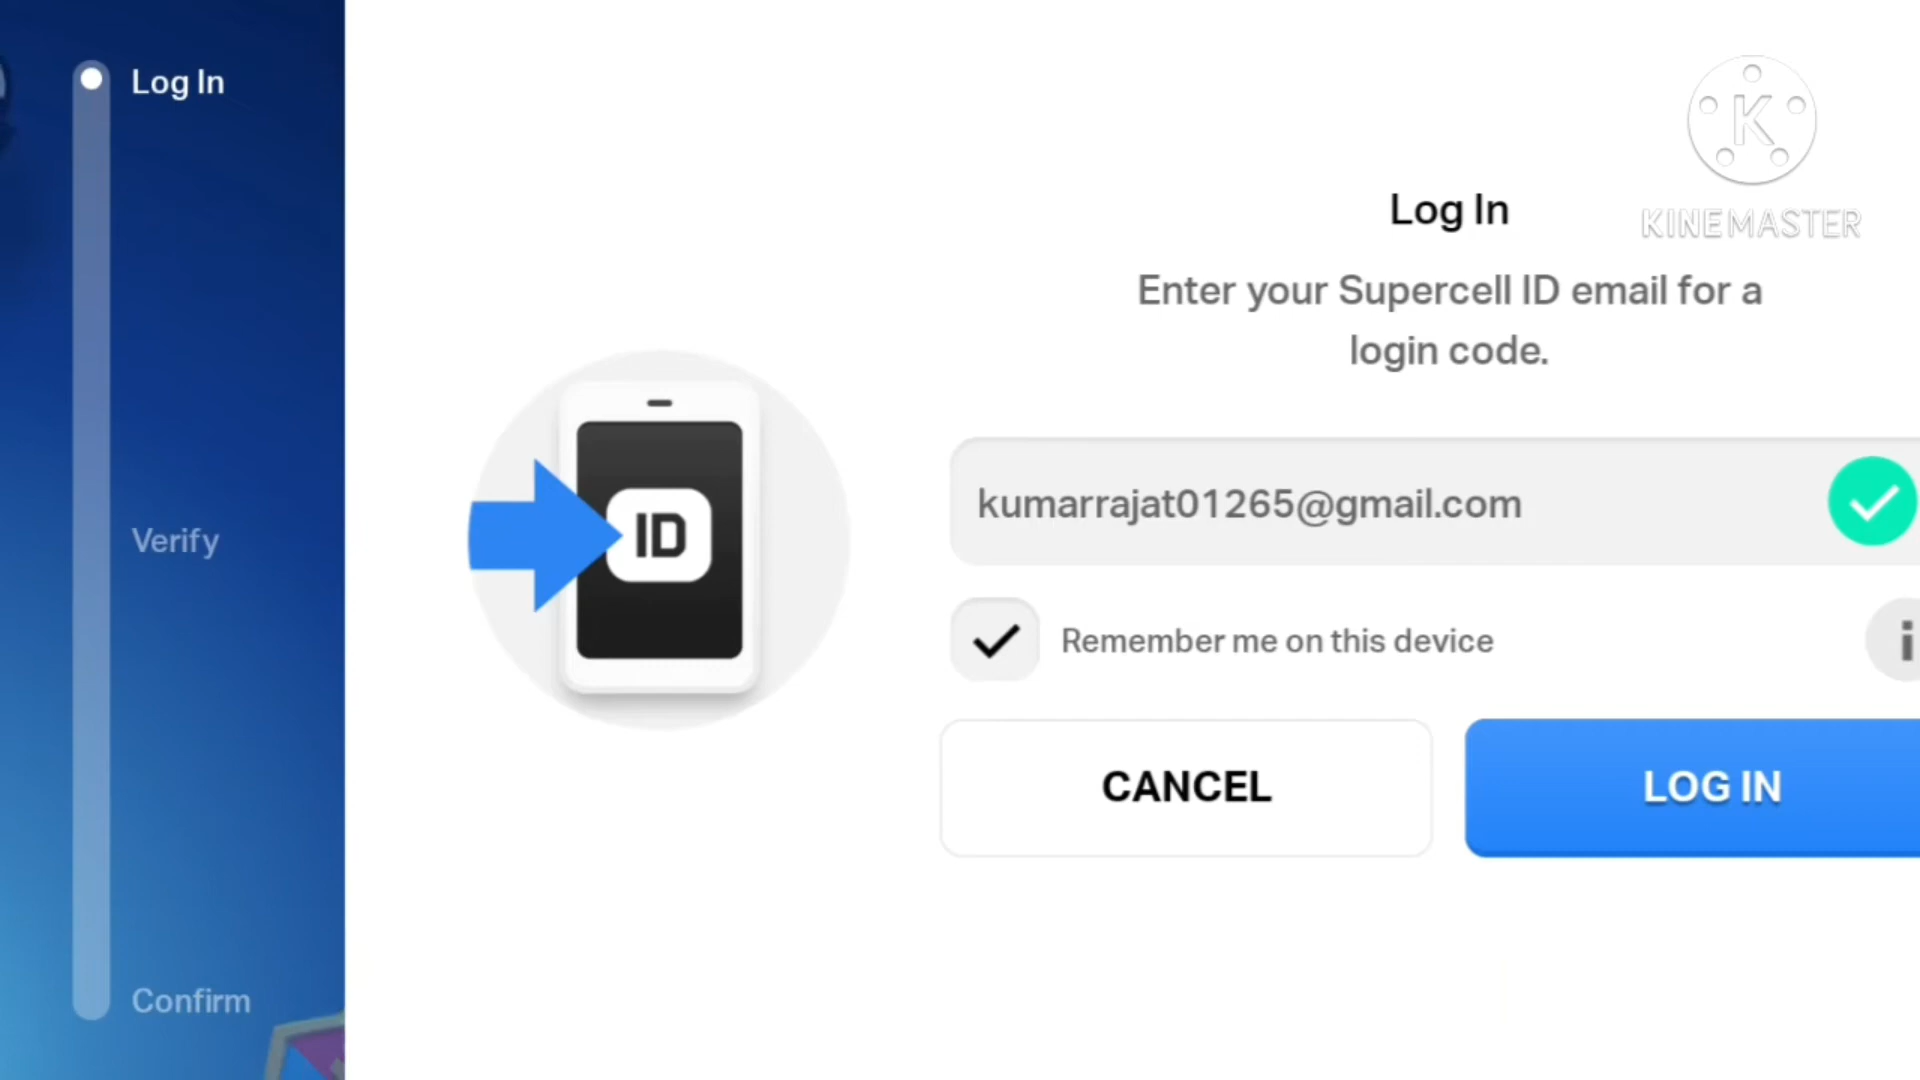 Log In
Verify
Confirm
K
KINEMASTER
Log In
Enter your Supercell ID email for a
login code.
ID
kumarrajat01265@gmail.com
Remember me on this device
i
CANCEL
LOG IN